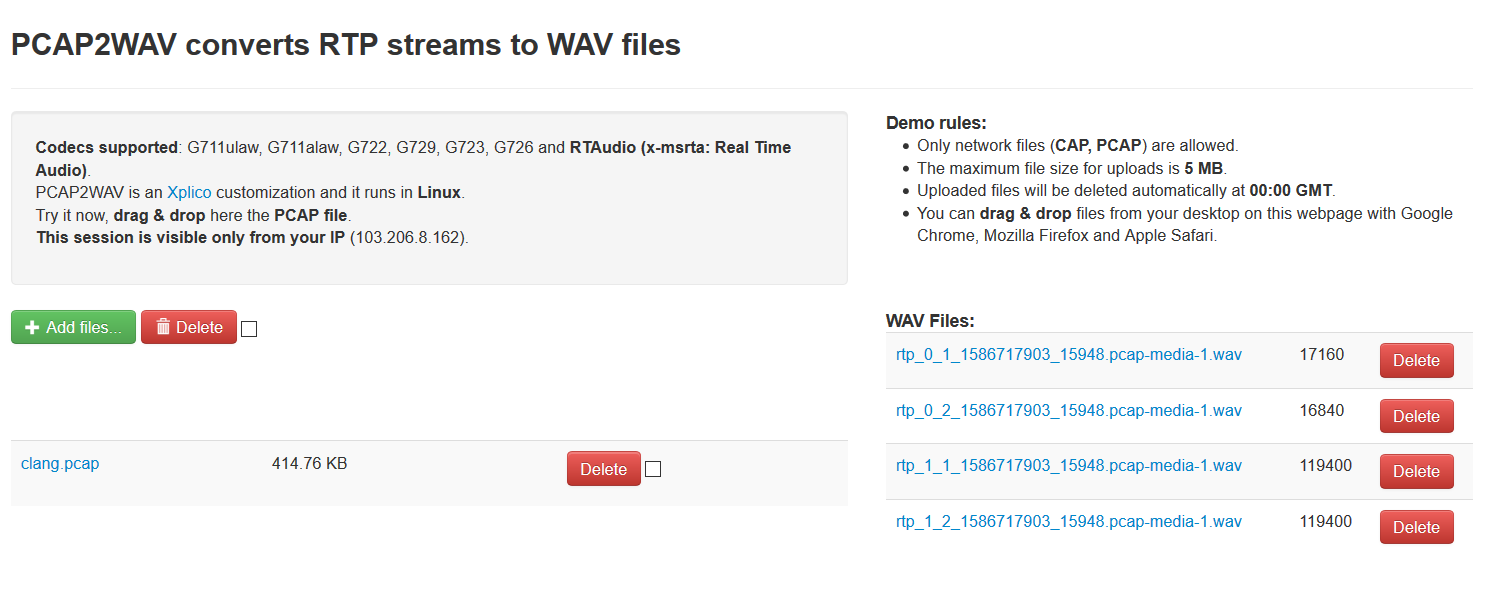 PCAP2WAV converts RTP streams to WAV files
Codecs supported: G711ulaw, G711alaw, G722, G729, G723, G726 and RTAudio (x-msrta: Real Time
Audio).
PCAP2WAV is an Xplico customization and it runs in Linux.
Try it now, drag & drop here the PCAP file.
This session is visible only from your IP (103.206.8.162).
Demo rules:
Only network files (CAP, PCAP) are allowed.
The maximum file size for uploads is 5 MB.
Uploaded files will be deleted automatically at 00:00 GMT.
You can drag & drop files from your desktop on this webpage with Google
Chrome, Mozilla Firefox and Apple Safari.
Add files... Delete
clang.pcap 414.76 KB Delete
WAV Files:
rtp_0_1_1586717903_15948.pcap-media-1.wav 17160 Delete
rtp_0_2_1586717903_15948.pcap-media-1.wav 16840 Delete
rtp_1_1_1586717903_15948.pcap-media-1.wav 119400 Delete
rtp_1_2_1586717903_15948.pcap-media-1.wav 119400 Delete